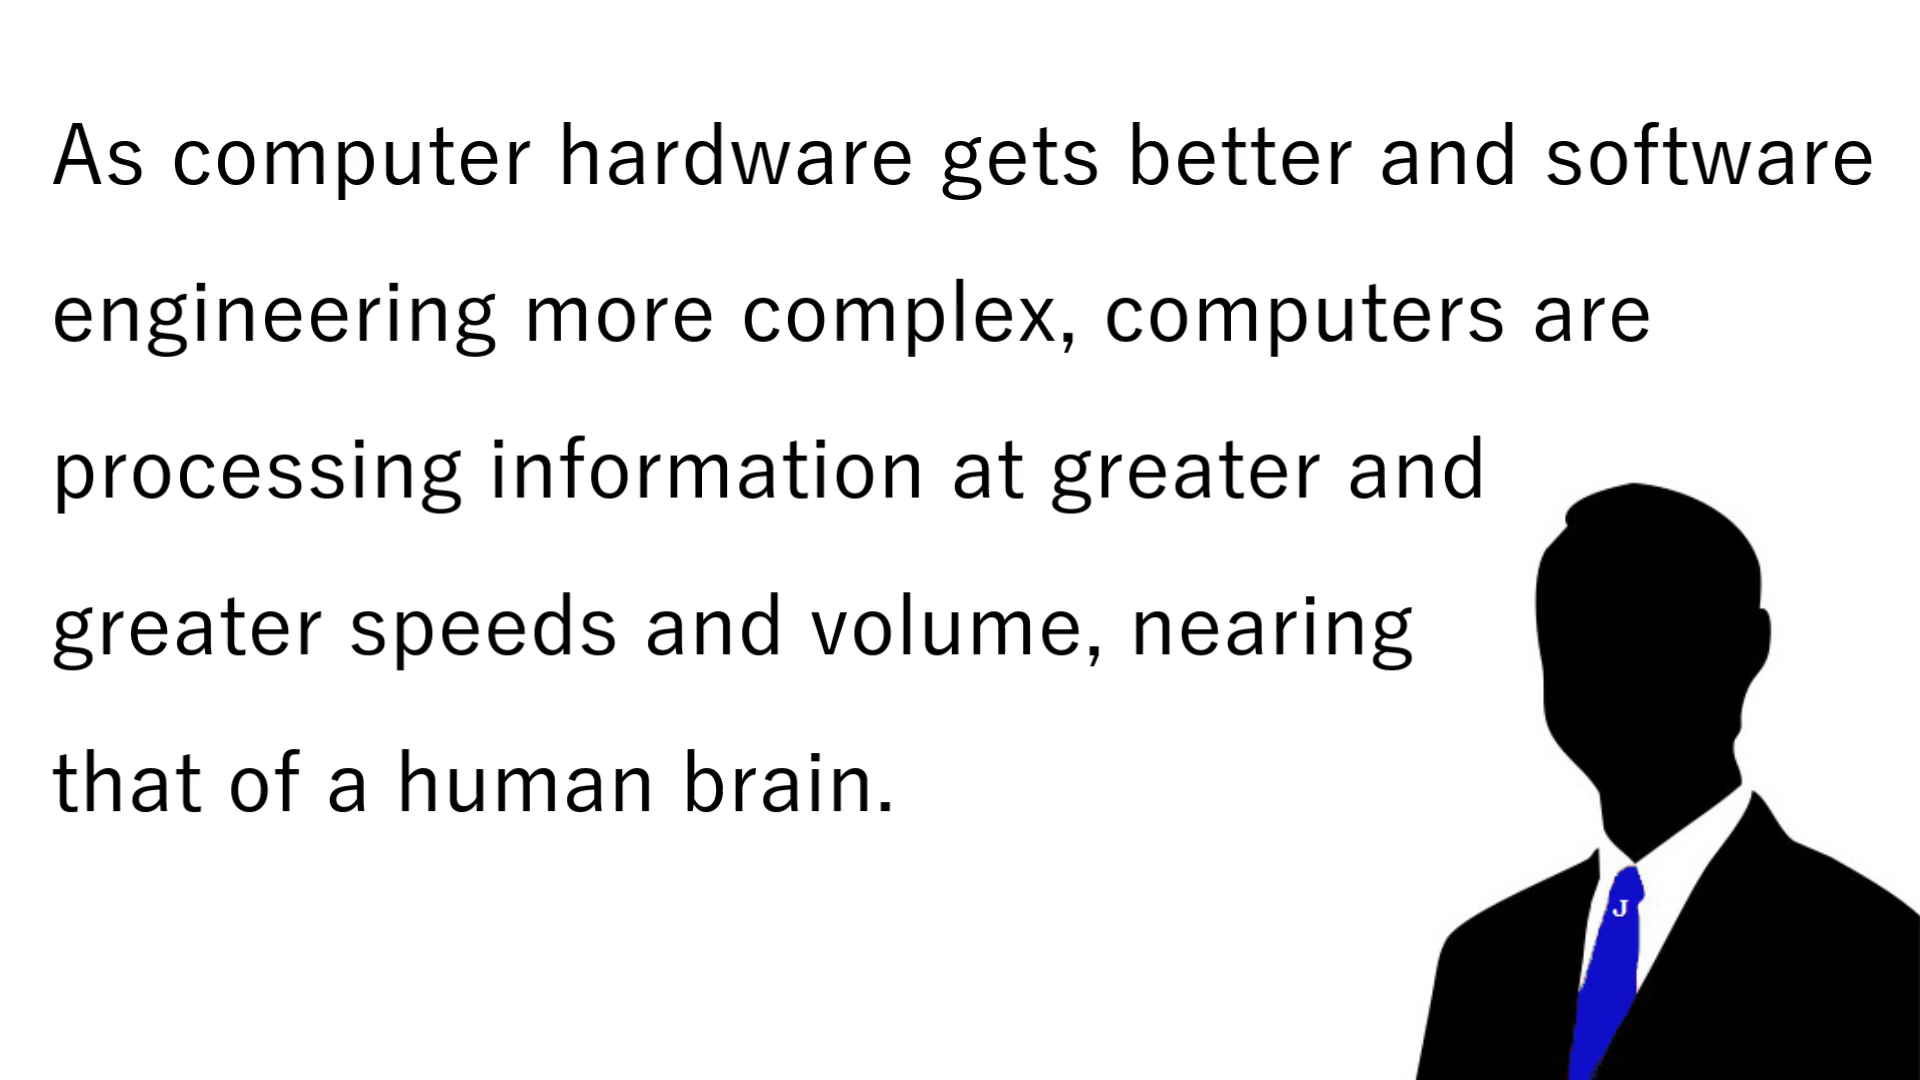 As computer hardware gets better and software
engineering more complex, computers are
processing information at greater and
greater speeds and volume, nearing
that of a human brain.
J